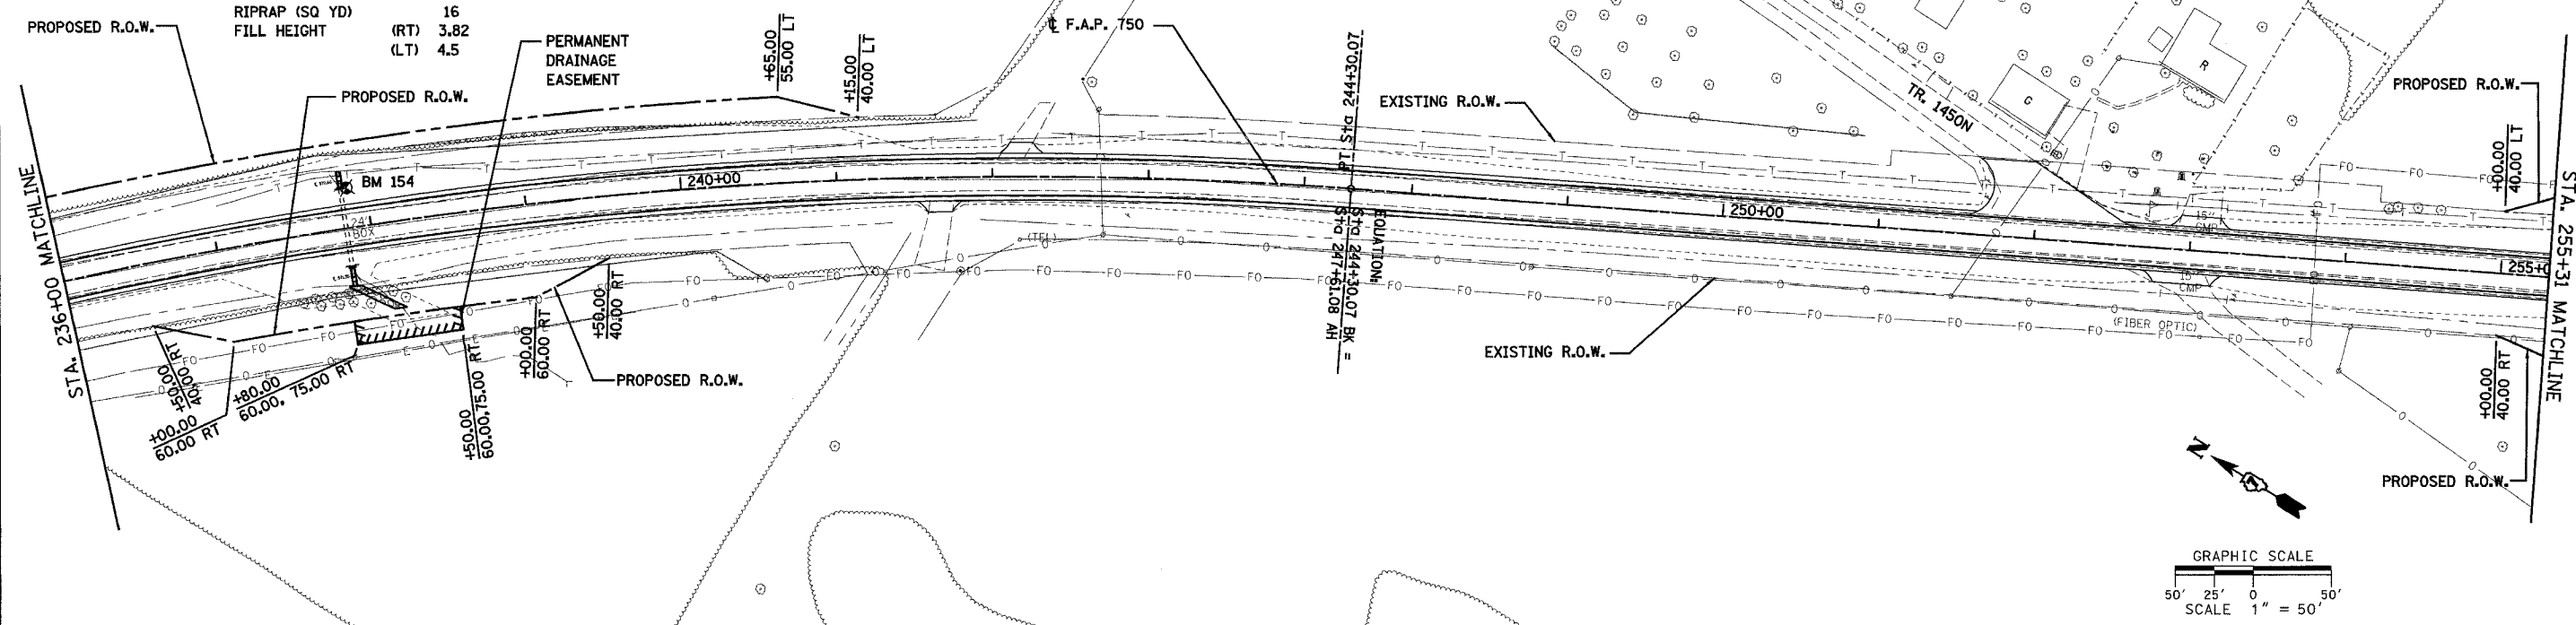 RIPRAP (SQ YD) 16
FILL HEIGHT (RT) 3.82
(LT) 4.5
PROPOSED R.O.W.
PROPOSED R.O.W.
PERMANENT
DRAINAGE
EASEMENT
+65.00
55.00 LT
+15.00
40.00 LT
℄ F.A.P. 750
EXISTING R.O.W.
PT Sta 244+30.07
TR. 1450N
G
R
PROPOSED R.O.W.
+00.00
40.00 LT
STA. 236+00 MATCHLINE
BM 154
24"
BOX
240+00
250+00
255+0
STA. 255+31 MATCHLINE
EQUATION:
Sta 244+30.07 BK =
Sta 247+61.08 AH
15"
CMP
15"
CMP
(TEL)
(FIBER OPTIC)
+50.00
40.00 RT
+00.00
60.00 RT
+80.00
60.00, 75.00 RT
+50.00
60.00,75.00 RT
+00.00
60.00 RT
+50.00
40.00 RT
PROPOSED R.O.W.
EXISTING R.O.W.
+00.00
40.00 RT
PROPOSED R.O.W.
N
GRAPHIC SCALE
50' 25' 0 50'
SCALE 1" = 50'